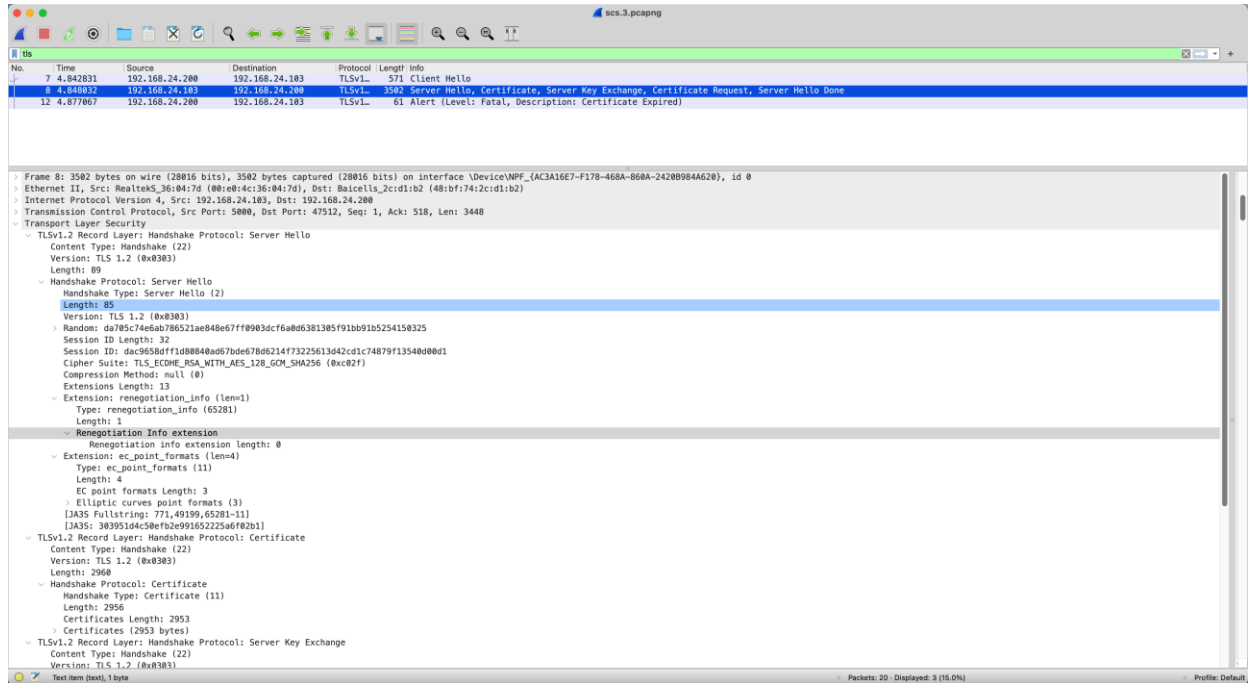 scs.3.pcapng
tls
No. Time Source Destination Protocol Length Info
7 4.842831 192.168.24.200 192.168.24.103 TLSv1… 571 Client Hello
8 4.848032 192.168.24.103 192.168.24.200 TLSv1… 3502 Server Hello, Certificate, Server Key Exchange, Certificate Request, Server Hello Done
12 4.877067 192.168.24.200 192.168.24.103 TLSv1… 61 Alert (Level: Fatal, Description: Certificate Expired)
Frame 8: 3502 bytes on wire (28016 bits), 3502 bytes captured (28016 bits) on interface \Device\NPF_{AC3A16E7-F178-468A-860A-2420B984A620}, id 0
Ethernet II, Src: RealtekS_36:04:7d (00:e0:4c:36:04:7d), Dst: Baicells_2c:d1:b2 (48:bf:74:2c:d1:b2)
Internet Protocol Version 4, Src: 192.168.24.103, Dst: 192.168.24.200
Transmission Control Protocol, Src Port: 5000, Dst Port: 47512, Seq: 1, Ack: 518, Len: 3448
Transport Layer Security
TLSv1.2 Record Layer: Handshake Protocol: Server Hello
Content Type: Handshake (22)
Version: TLS 1.2 (0x0303)
Length: 89
Handshake Protocol: Server Hello
Handshake Type: Server Hello (2)
Length: 85
Version: TLS 1.2 (0x0303)
Random: da705c74e6ab786521ae848e67ff0903dcf6a0d6381305f91bb91b5254150325
Session ID Length: 32
Session ID: dac9658dff1d80840ad67bde678d6214f73225613d42cd1c74879f13540d00d1
Cipher Suite: TLS_ECDHE_RSA_WITH_AES_128_GCM_SHA256 (0xc02f)
Compression Method: null (0)
Extensions Length: 13
Extension: renegotiation_info (len=1)
Type: renegotiation_info (65281)
Length: 1
Renegotiation Info extension
Renegotiation info extension length: 0
Extension: ec_point_formats (len=4)
Type: ec_point_formats (11)
Length: 4
EC point formats Length: 3
Elliptic curves point formats (3)
[JA3S Fullstring: 771,49199,65281-11]
[JA3S: 303951d4c50efb2e991652225a6f02b1]
TLSv1.2 Record Layer: Handshake Protocol: Certificate
Content Type: Handshake (22)
Version: TLS 1.2 (0x0303)
Length: 2960
Handshake Protocol: Certificate
Handshake Type: Certificate (11)
Length: 2956
Certificates Length: 2953
Certificates (2953 bytes)
TLSv1.2 Record Layer: Handshake Protocol: Server Key Exchange
Content Type: Handshake (22)
Version: TLS 1.2 (0x0303)
Text item (text), 1 byte
Packets: 20 · Displayed: 3 (15.0%)
Profile: Default